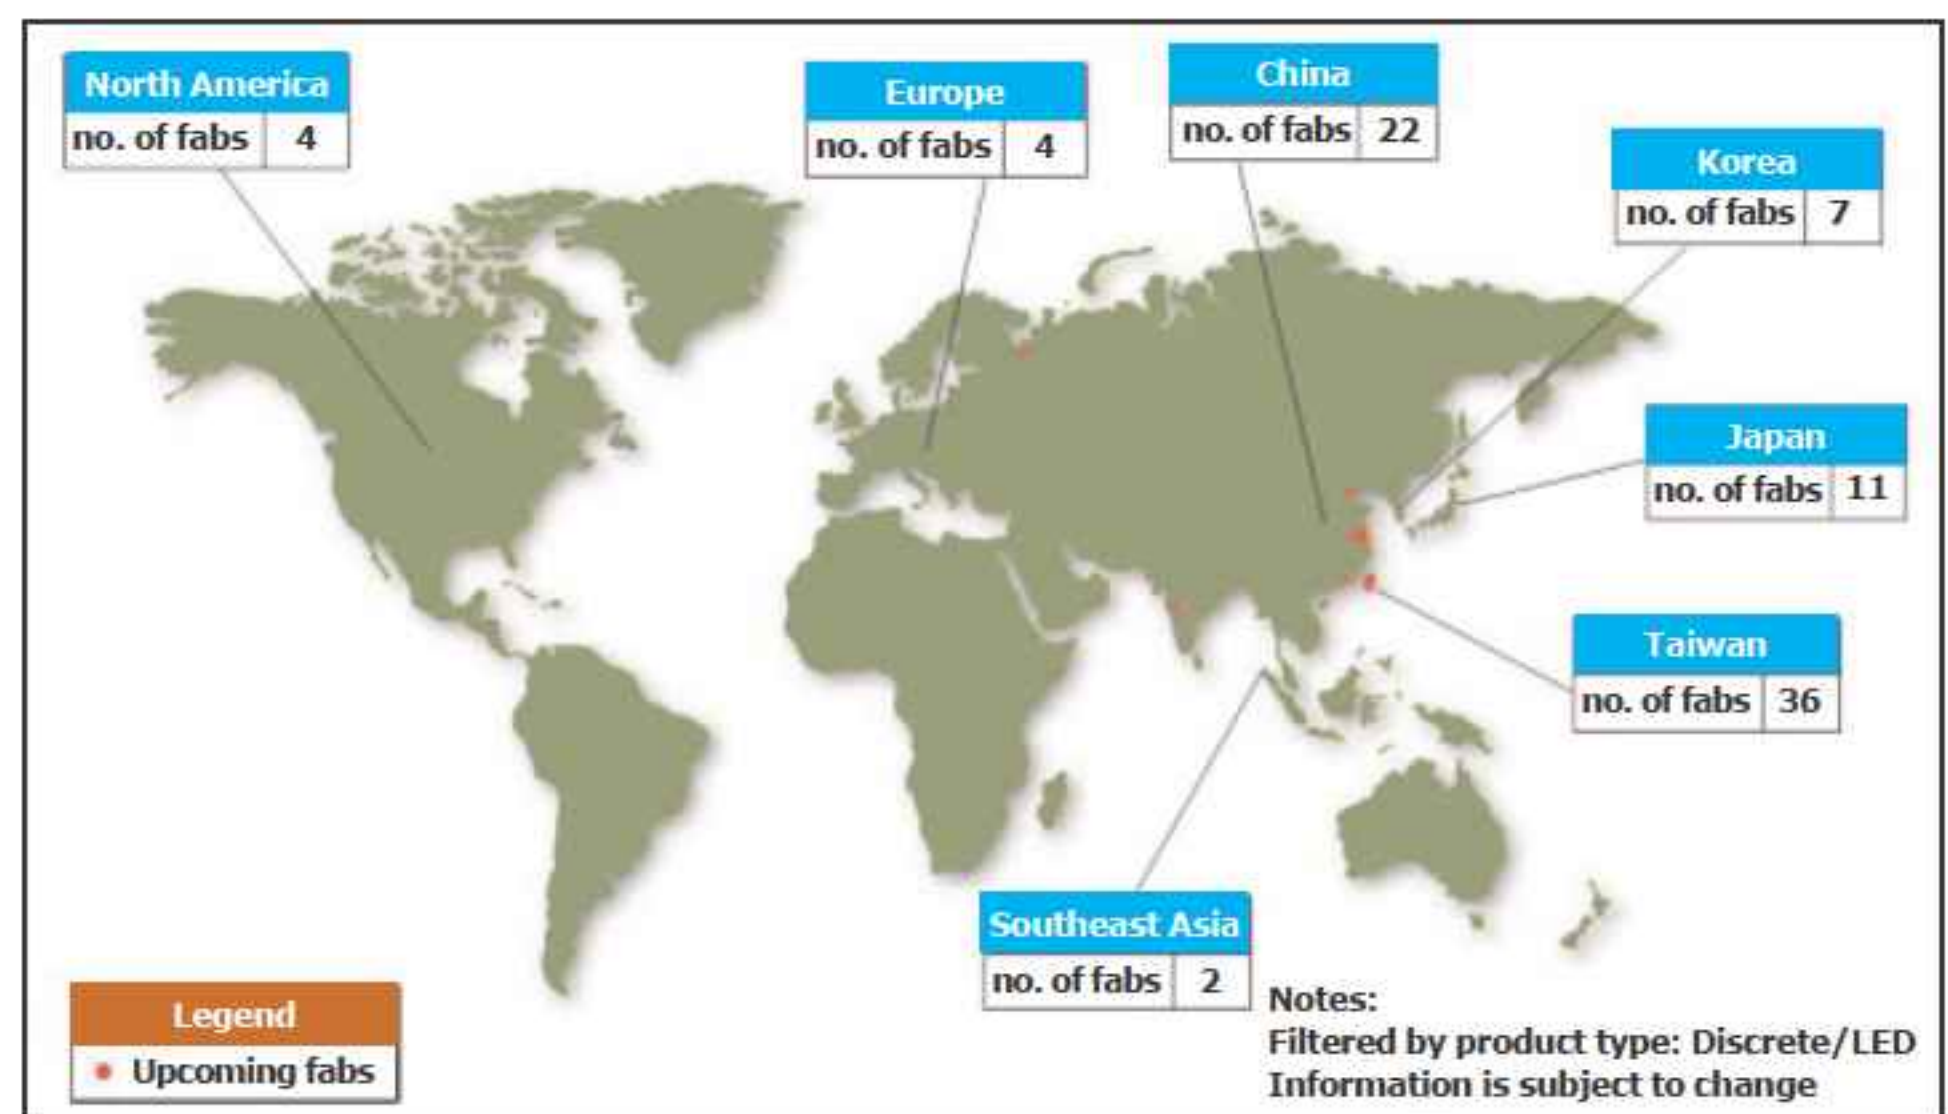 North America
no. of fabs 4
Europe
no. of fabs 4
China
no. of fabs 22
Korea
no. of fabs 7
Japan
no. of fabs 11
Taiwan
no. of fabs 36
Southeast Asia
no. of fabs 2
Legend
Upcoming fabs
Notes:
Filtered by product type: Discrete/LED
Information is subject to change